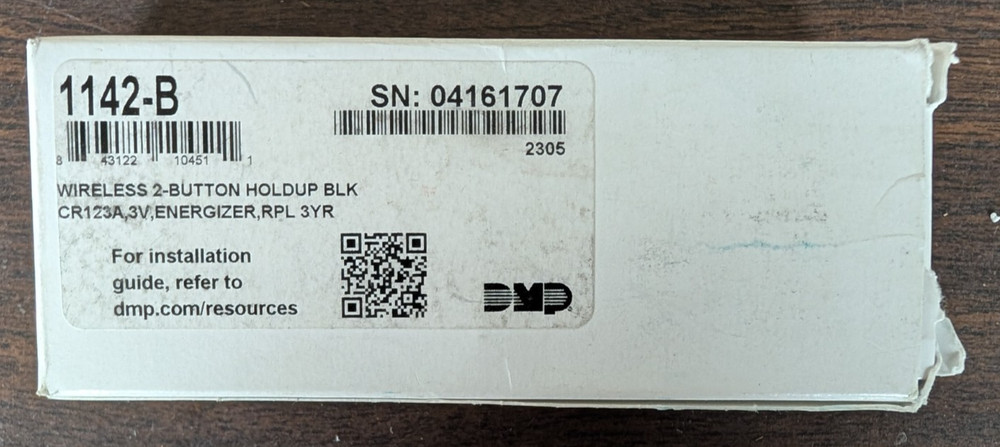 1142-B
8 43122 10451 1
SN: 04161707
2305
WIRELESS 2-BUTTON HOLDUP BLK
CR123A,3V,ENERGIZER,RPL 3YR
For installation
guide, refer to
dmp.com/resources
DMP